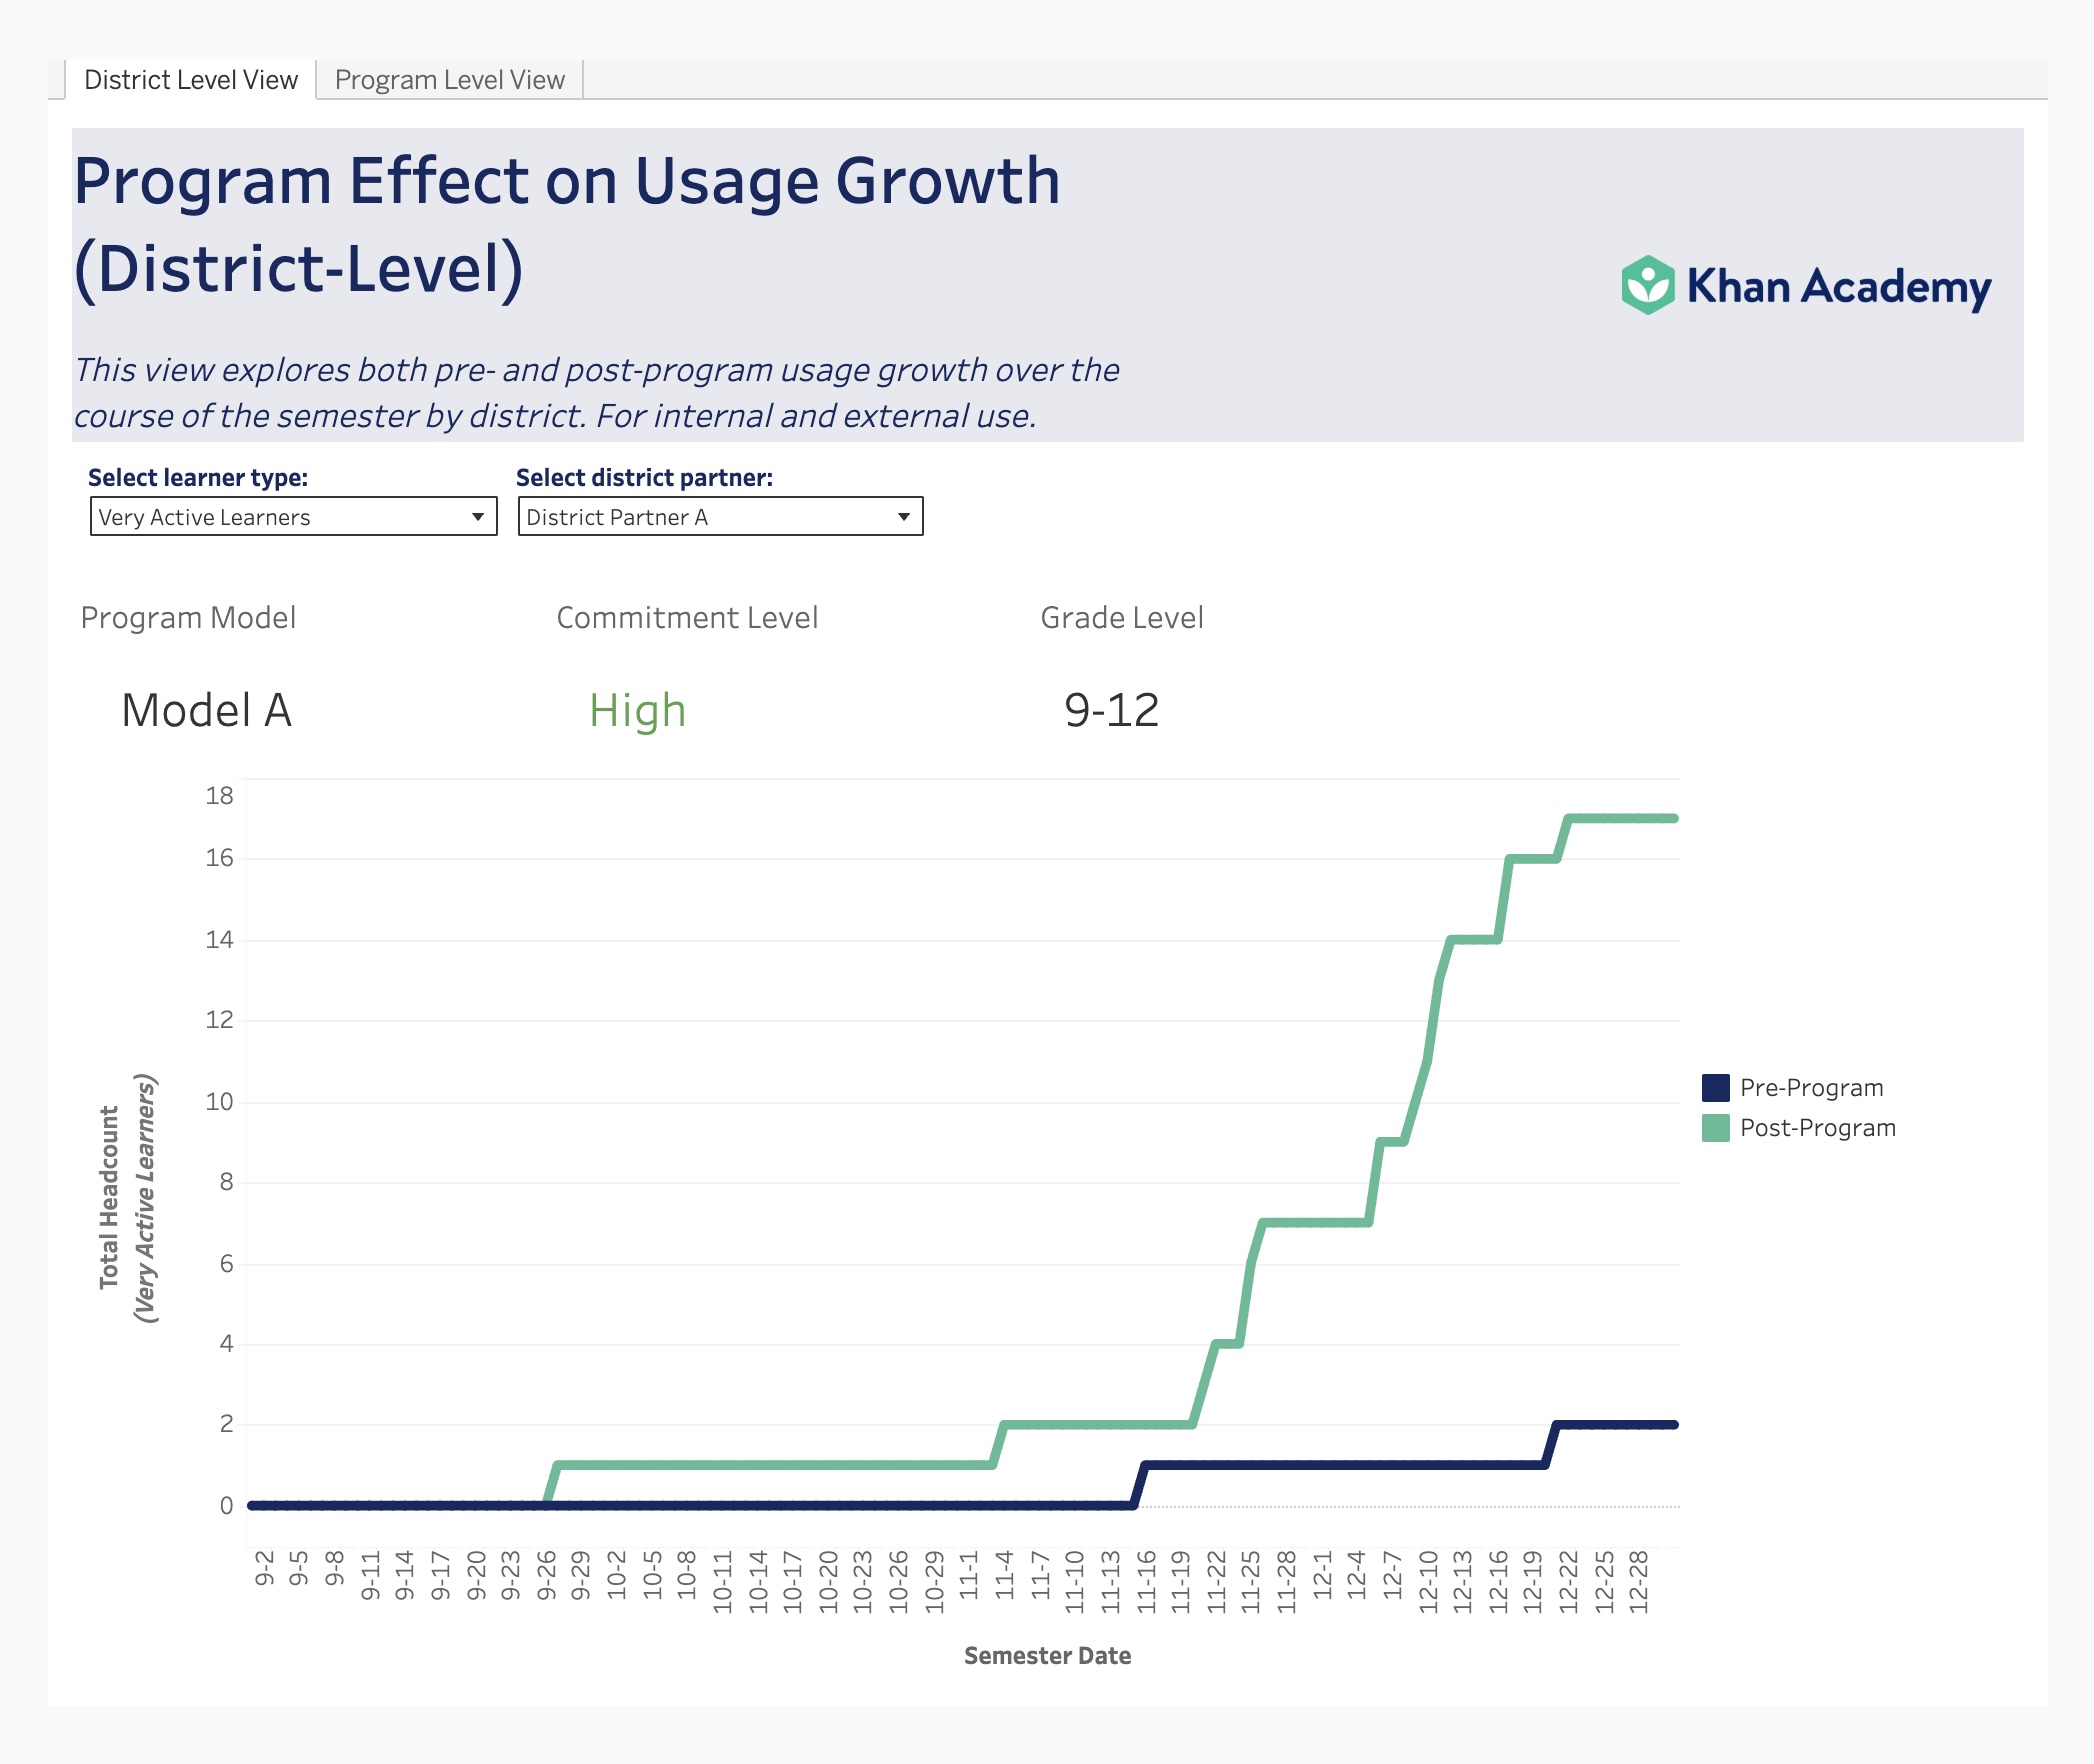 District Level View
Program Level View
Program Effect on Usage Growth
(District-Level)
Khan Academy
This view explores both pre- and post-program usage growth over the
course of the semester by district. For internal and external use.
Select learner type:
Select district partner:
Very Active Learners
District Partner A
Program Model
Commitment Level
Grade Level
Model A
High
9-12
Total Headcount
(Very Active Learners)
18
16
14
12
10
8
6
4
2
0
Pre-Program
Post-Program
9-2
9-5
9-8
9-11
9-14
9-17
9-20
9-23
9-26
9-29
10-2
10-5
10-8
10-11
10-14
10-17
10-20
10-23
10-26
10-29
11-1
11-4
11-7
11-10
11-13
11-16
11-19
11-22
11-25
11-28
12-1
12-4
12-7
12-10
12-13
12-16
12-19
12-22
12-25
12-28
Semester Date